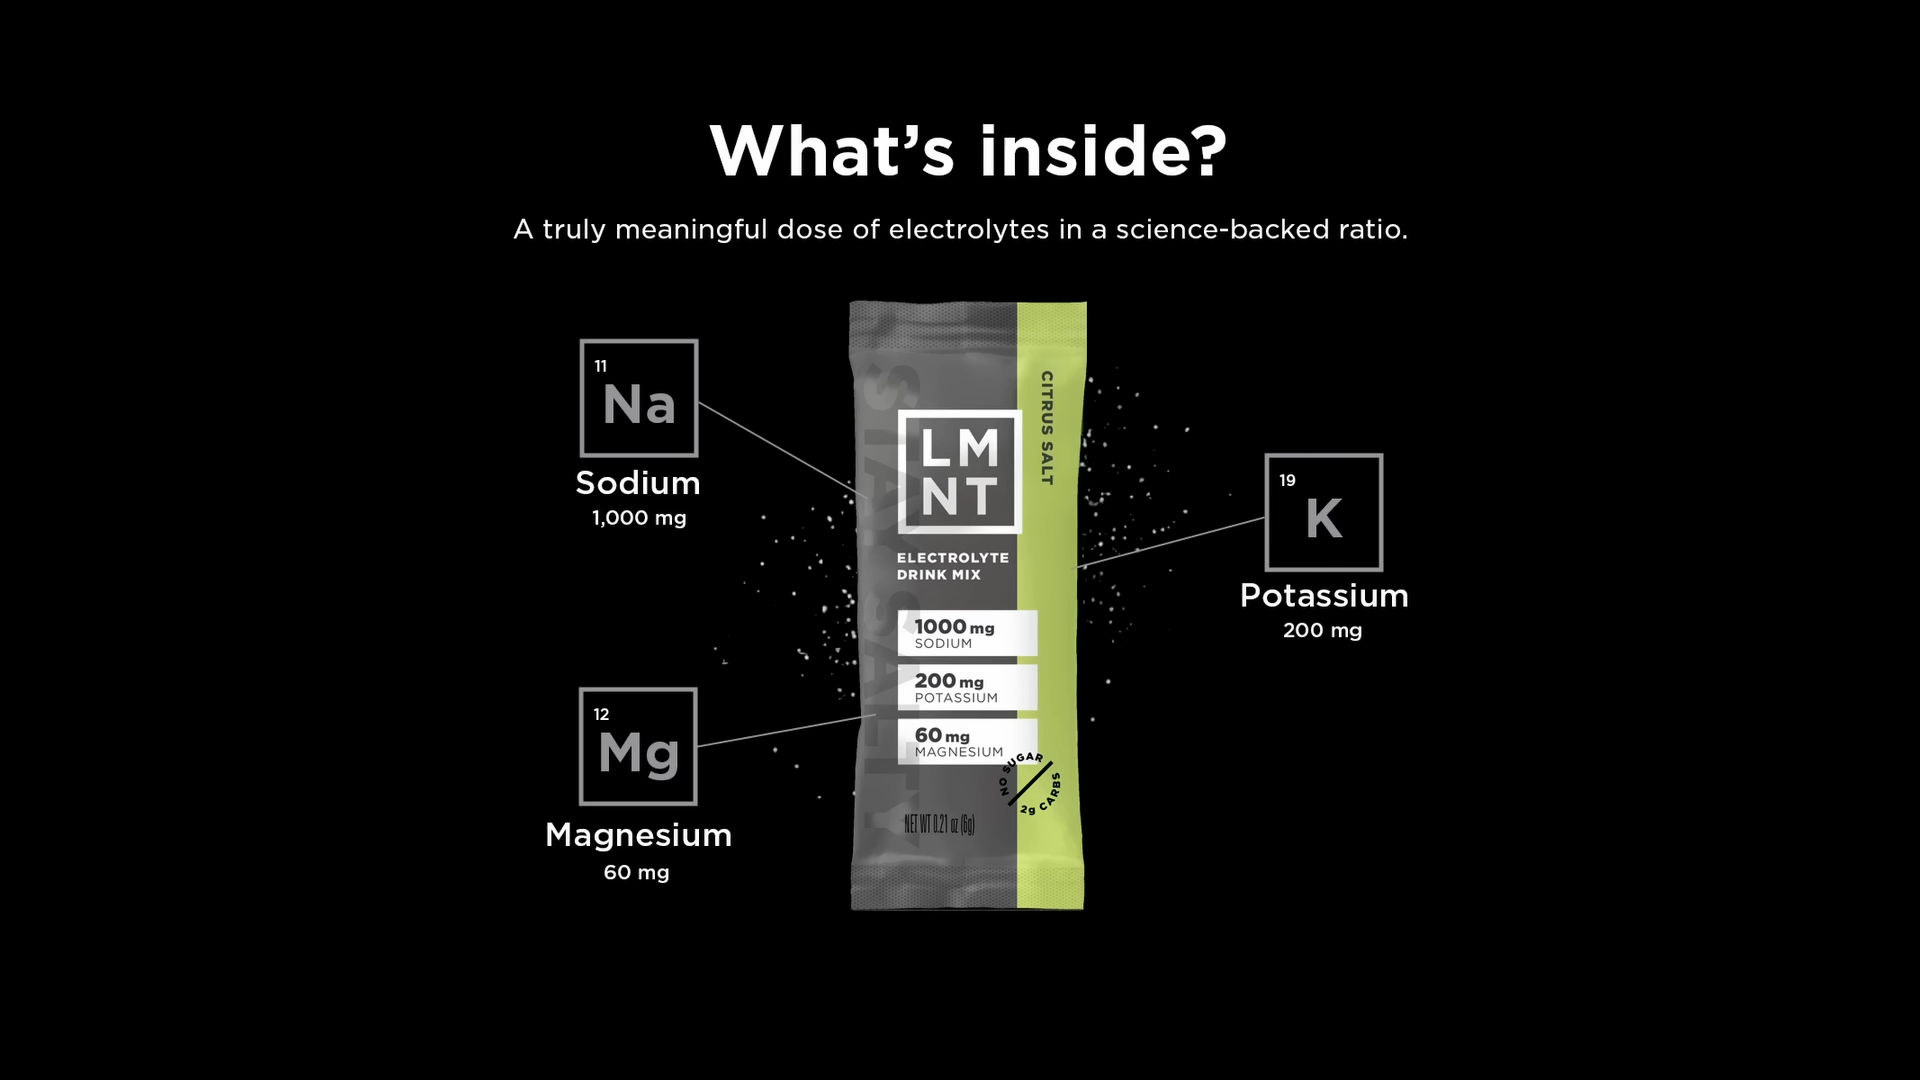 What's inside?
A truly meaningful dose of electrolytes in a science-backed ratio.
11
Na
Sodium
1,000 mg
12
Mg
Magnesium
60 mg
STAY SALTY
CITRUS SALT
LM
NT
ELECTROLYTE
DRINK MIX
1000 mg
SODIUM
200 mg
POTASSIUM
60 mg
MAGNESIUM
NO SUGAR
2g CARBS
NET WT 0.21 oz (6g)
19
K
Potassium
200 mg